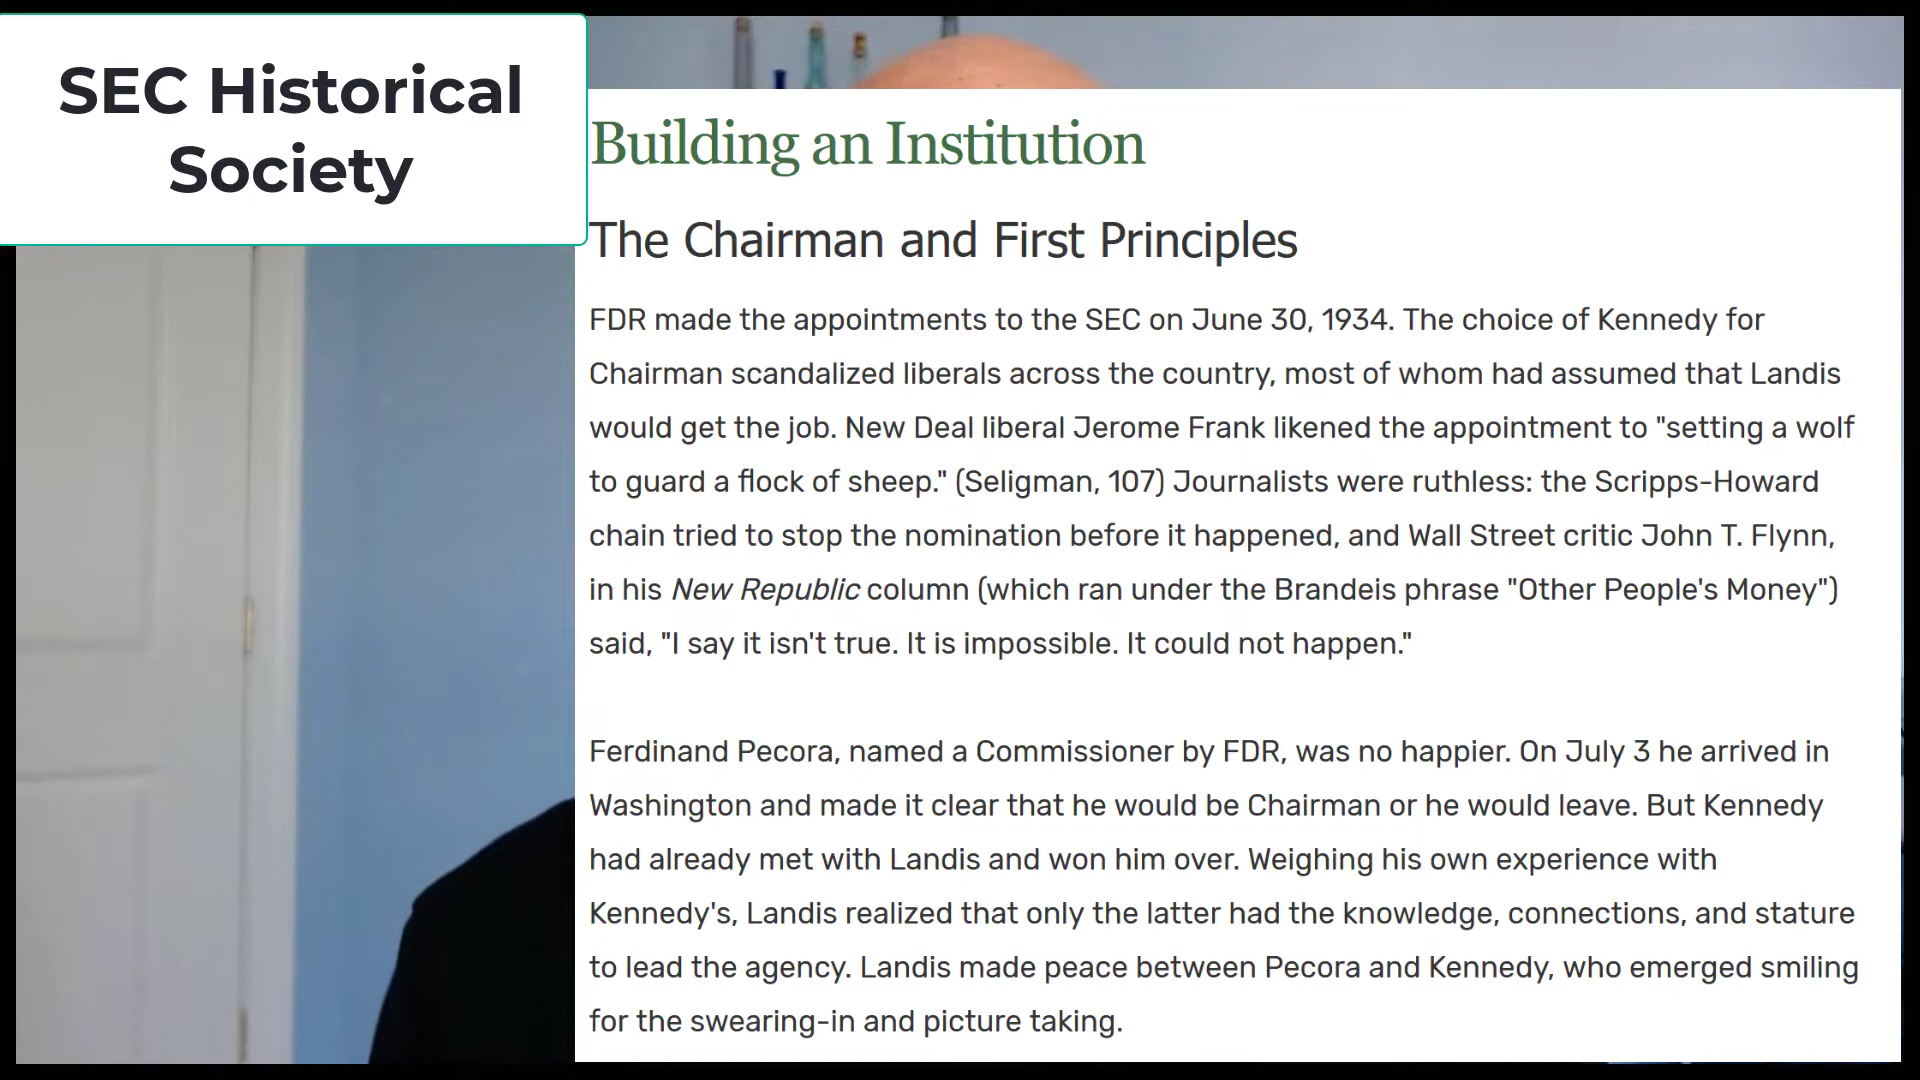 SEC Historical
Society
Building an Institution
The Chairman and First Principles
FDR made the appointments to the SEC on June 30, 1934. The choice of Kennedy for
Chairman scandalized liberals across the country, most of whom had assumed that Landis
would get the job. New Deal liberal Jerome Frank likened the appointment to "setting a wolf
to guard a flock of sheep." (Seligman, 107) Journalists were ruthless: the Scripps-Howard
chain tried to stop the nomination before it happened, and Wall Street critic John T. Flynn,
in his New Republic column (which ran under the Brandeis phrase "Other People's Money")
said, "I say it isn't true. It is impossible. It could not happen."
Ferdinand Pecora, named a Commissioner by FDR, was no happier. On July 3 he arrived in
Washington and made it clear that he would be Chairman or he would leave. But Kennedy
had already met with Landis and won him over. Weighing his own experience with
Kennedy's, Landis realized that only the latter had the knowledge, connections, and stature
to lead the agency. Landis made peace between Pecora and Kennedy, who emerged smiling
for the swearing-in and picture taking.